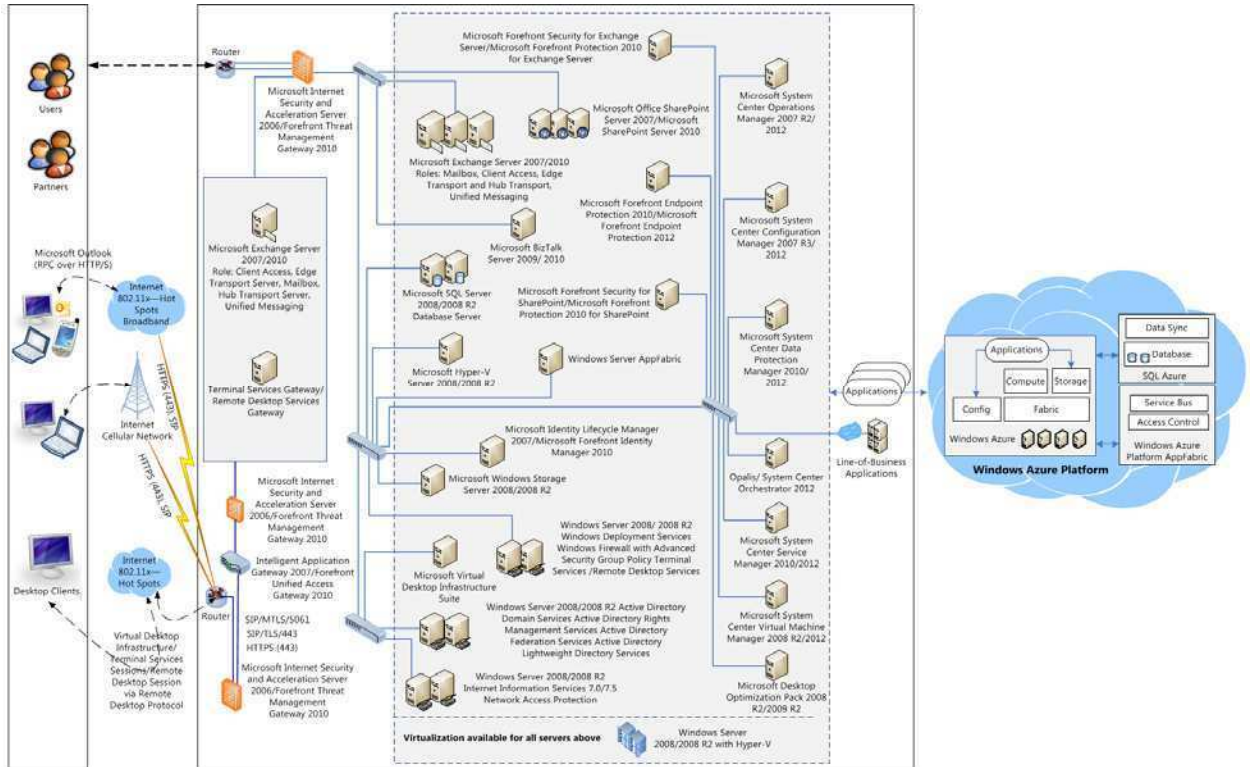 Users
Partners
Microsoft Outlook
(RPC over HTTP/S)
Internet
802.11x—Hot
Spots
Broadband
HTTPS (443), SIP
Internet
Cellular Network
HTTPS (443), SIP
Desktop Clients
Internet
802.11x—
Hot Spots
Virtual Desktop
Infrastructure/
Terminal Services
Sessions/Remote
Desktop Session
via Remote
Desktop Protocol
Router
Microsoft Internet
Security and
Acceleration Server
2006/Forefront Threat
Management
Gateway 2010
Microsoft Exchange Server
2007/2010
Role: Client Access, Edge
Transport Server, Mailbox,
Hub Transport Server,
Unified Messaging
Terminal Services Gateway/
Remote Desktop Services
Gateway
Microsoft Internet
Security and
Acceleration Server
2006/Forefront Threat
Management
Gateway 2010
Intelligent Application
Gateway 2007/Forefront
Unified Access
Gateway 2010
Router
SIP/MTLS/5061
SIP/TLS/443
HTTPS (443)
Microsoft Internet Security
and Acceleration Server
2006/Forefront Threat
Management
Gateway 2010
Microsoft Forefront Security for Exchange
Server/Microsoft Forefront Protection 2010
for Exchange Server
Microsoft Office SharePoint
Server 2007/Microsoft
SharePoint Server 2010
Microsoft Exchange Server 2007/2010
Roles: Mailbox, Client Access, Edge
Transport and Hub Transport,
Unified Messaging
Microsoft Forefront Endpoint
Protection 2010/Microsoft
Forefront Endpoint
Protection 2012
Microsoft BizTalk
Server 2009/ 2010
Microsoft SQL Server
2008/2008 R2
Database Server
Microsoft Forefront Security for
SharePoint/Microsoft Forefront
Protection 2010 for SharePoint
Microsoft Hyper-V
Server 2008/2008 R2
Windows Server AppFabric
Microsoft Identity Lifecycle Manager
2007/Microsoft Forefront Identity
Manager 2010
Microsoft Windows Storage
Server 2008/2008 R2
Windows Server 2008/ 2008 R2
Windows Deployment Services
Windows Firewall with Advanced
Security Group Policy Terminal
Services /Remote Desktop Services
Microsoft Virtual
Desktop Infrastructure
Suite
Windows Server 2008/2008 R2 Active Directory
Domain Services Active Directory Rights
Management Services Active Directory
Federation Services Active Directory
Lightweight Directory Services
Windows Server 2008/2008 R2
Internet Information Services 7.0/7.5
Network Access Protection
Microsoft System
Center Operations
Manager 2007 R2/
2012
Microsoft System
Center Configuration
Manager 2007 R3/
2012
Microsoft System
Center Data
Protection
Manager 2010/
2012
Opalis/ System Center
Orchestrator 2012
Microsoft System
Center Service
Manager 2010/2012
Microsoft System
Center Virtual Machine
Manager 2008 R2/2012
Microsoft Desktop
Optimization Pack 2008
R2/2009 R2
Virtualization available for all servers above
Windows Server
2008/2008 R2 with Hyper-V
Applications
Line-of-Business
Applications
Applications
Compute
Storage
Config
Fabric
Windows Azure
Windows Azure Platform
Data Sync
Database
SQL Azure
Service Bus
Access Control
Windows Azure
Platform AppFabric